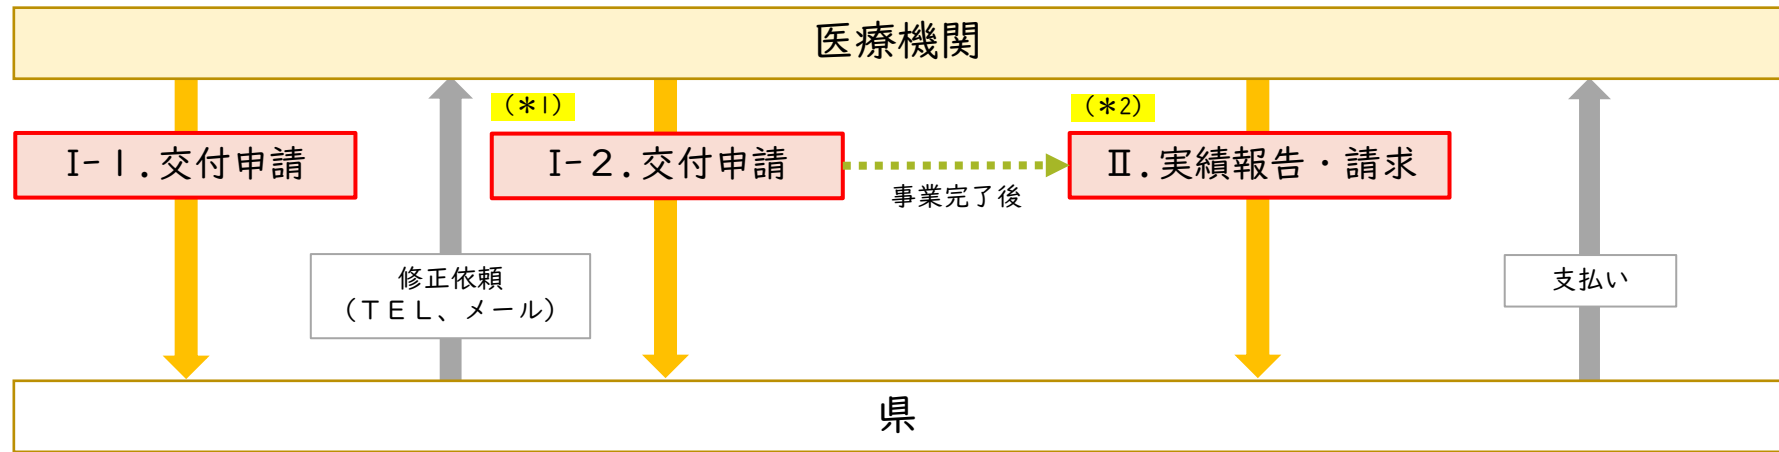 医療機関
(*1)
(*2)
I-1.交付申請
I-2.交付申請
Ⅱ.実績報告・請求
事業完了後
修正依頼
(TEL、メール)
支払い
県